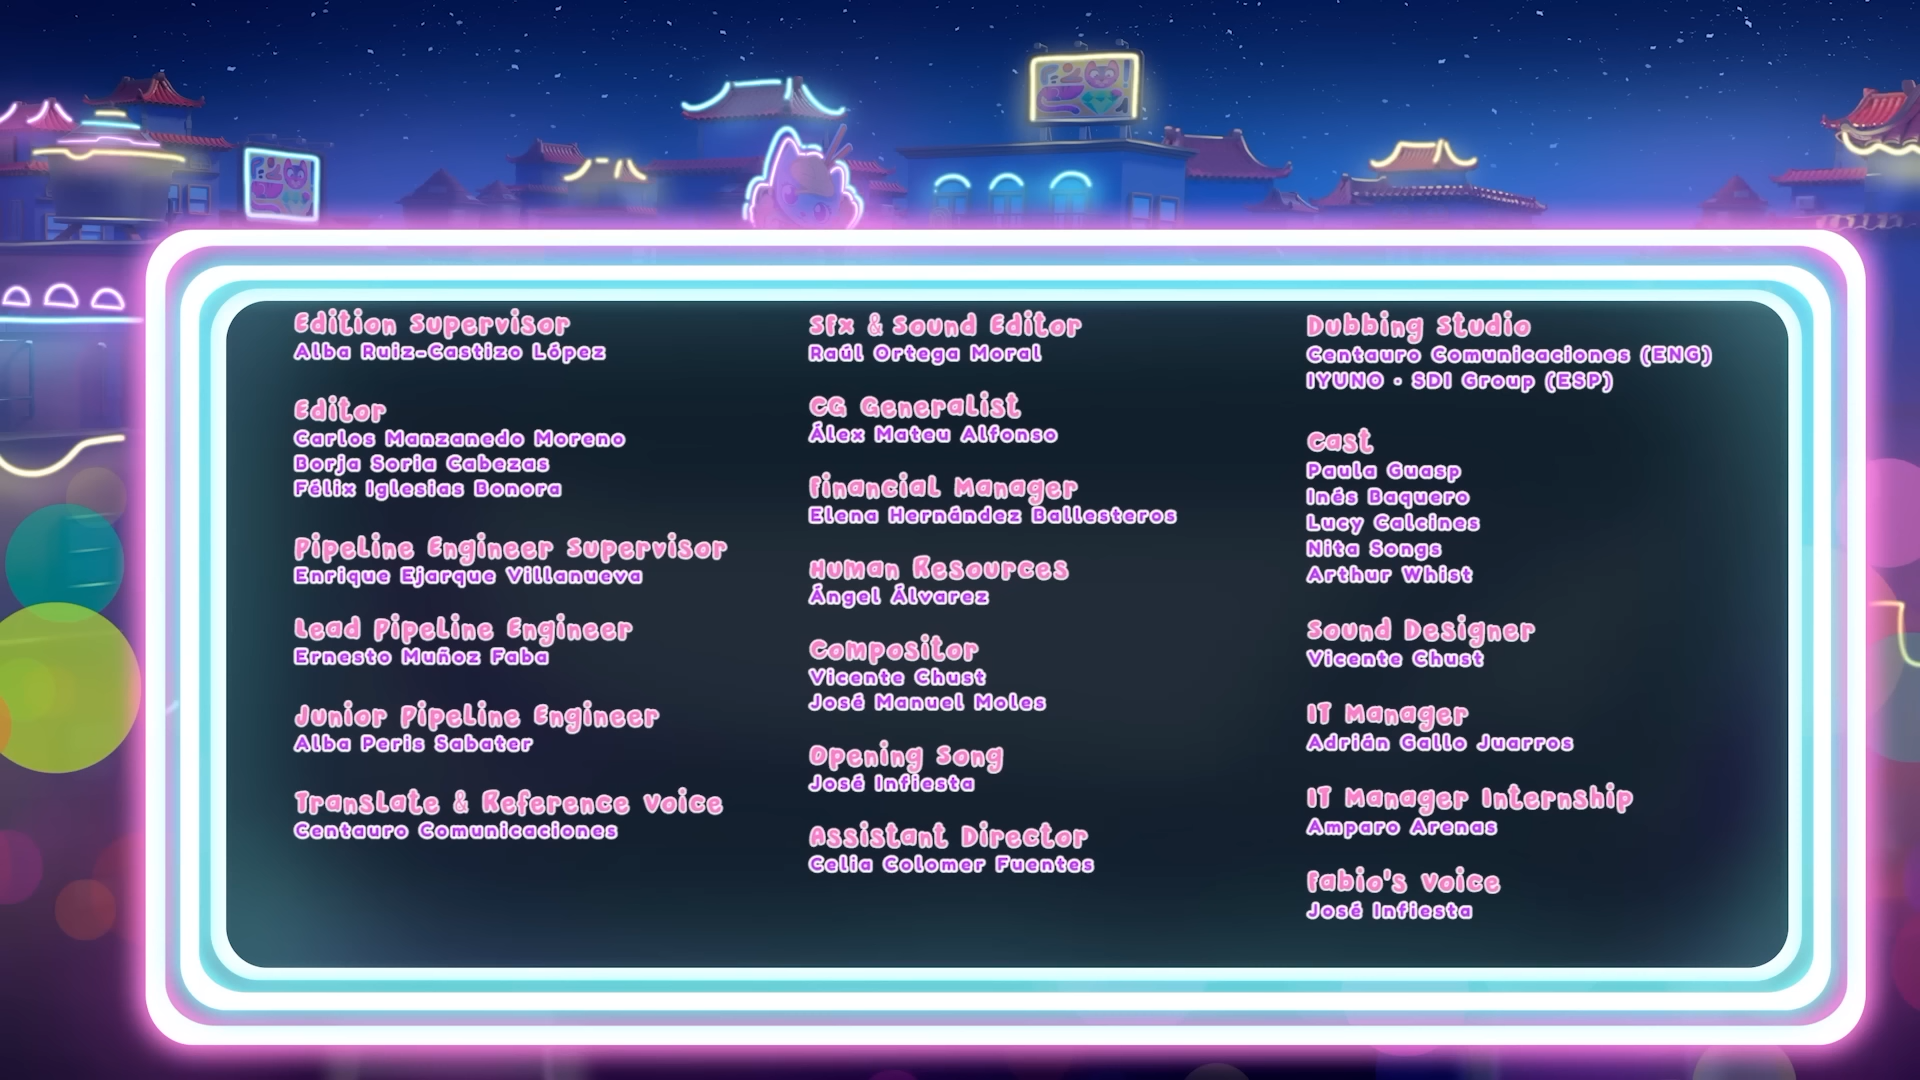 Edition Supervisor
Alba Ruiz-Castizo López
Editor
Carlos Manzanedo Moreno
Borja Soria Cabezas
Félix Iglesias Bonora
Pipeline Engineer Supervisor
Enrique Ejarque Villanueva
Lead Pipeline Engineer
Ernesto Muñoz Faba
Junior Pipeline Engineer
Alba Peris Sabater
Translate & Reference Voice
Centauro Comunicaciones
Sfx & Sound Editor
Raúl Ortega Moral
CG Generalist
Álex Mateu Alfonso
Financial Manager
Elena Hernández Ballesteros
Human Resources
Ángel Álvarez
Compositor
Vicente Chust
José Manuel Moles
Opening Song
José Infiesta
Assistant Director
Celia Colomer Fuentes
Dubbing Studio
Centauro Comunicaciones (ENG)
IYUNO · SDI Group (ESP)
Cast
Paula Guasp
Inés Baquero
Lucy Calcines
Nita Songs
Arthur Whist
Sound Designer
Vicente Chust
IT Manager
Adrián Gallo Juarros
IT Manager Internship
Amparo Arenas
Fabio's Voice
José Infiesta